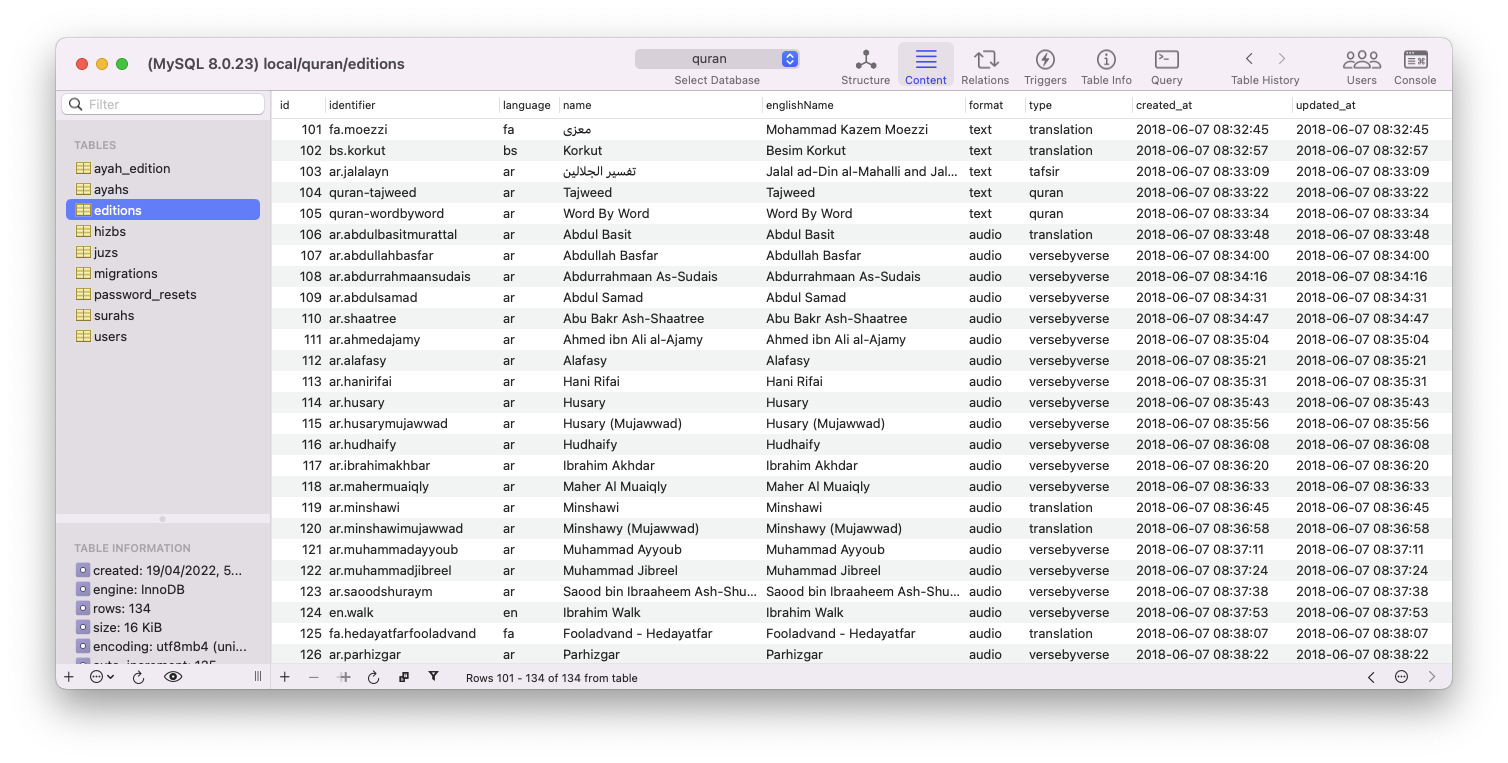 (MySQL 8.0.23) local/quran/editions
quran
Select Database
Structure Content Relations Triggers Table Info Query Table History Users Console
Filter
TABLES
ayah_edition
ayahs
editions
hizbs
juzs
migrations
password_resets
surahs
users
TABLE INFORMATION
created: 19/04/2022, 5...
engine: InnoDB
rows: 134
size: 16 KiB
encoding: utf8mb4 (uni...
id identifier language name englishName format type created_at updated_at
101 fa.moezzi fa معزی Mohammad Kazem Moezzi text translation 2018-06-07 08:32:45 2018-06-07 08:32:45
102 bs.korkut bs Korkut Besim Korkut text translation 2018-06-07 08:32:57 2018-06-07 08:32:57
103 ar.jalalayn ar تفسير الجلالين Jalal ad-Din al-Mahalli and Jal... text tafsir 2018-06-07 08:33:09 2018-06-07 08:33:09
104 quran-tajweed ar Tajweed Tajweed text quran 2018-06-07 08:33:22 2018-06-07 08:33:22
105 quran-wordbyword ar Word By Word Word By Word text quran 2018-06-07 08:33:34 2018-06-07 08:33:34
106 ar.abdulbasitmurattal ar Abdul Basit Abdul Basit audio translation 2018-06-07 08:33:48 2018-06-07 08:33:48
107 ar.abdullahbasfar ar Abdullah Basfar Abdullah Basfar audio versebyverse 2018-06-07 08:34:00 2018-06-07 08:34:00
108 ar.abdurrahmaansudais ar Abdurrahmaan As-Sudais Abdurrahmaan As-Sudais audio versebyverse 2018-06-07 08:34:16 2018-06-07 08:34:16
109 ar.abdulsamad ar Abdul Samad Abdul Samad audio versebyverse 2018-06-07 08:34:31 2018-06-07 08:34:31
110 ar.shaatree ar Abu Bakr Ash-Shaatree Abu Bakr Ash-Shaatree audio versebyverse 2018-06-07 08:34:47 2018-06-07 08:34:47
111 ar.ahmedajamy ar Ahmed ibn Ali al-Ajamy Ahmed ibn Ali al-Ajamy audio versebyverse 2018-06-07 08:35:04 2018-06-07 08:35:04
112 ar.alafasy ar Alafasy Alafasy audio versebyverse 2018-06-07 08:35:21 2018-06-07 08:35:21
113 ar.hanirifai ar Hani Rifai Hani Rifai audio versebyverse 2018-06-07 08:35:31 2018-06-07 08:35:31
114 ar.husary ar Husary Husary audio versebyverse 2018-06-07 08:35:43 2018-06-07 08:35:43
115 ar.husarymujawwad ar Husary (Mujawwad) Husary (Mujawwad) audio versebyverse 2018-06-07 08:35:56 2018-06-07 08:35:56
116 ar.hudhaify ar Hudhaify Hudhaify audio versebyverse 2018-06-07 08:36:08 2018-06-07 08:36:08
117 ar.ibrahimakhbar ar Ibrahim Akhdar Ibrahim Akhdar audio versebyverse 2018-06-07 08:36:20 2018-06-07 08:36:20
118 ar.mahermuaiqly ar Maher Al Muaiqly Maher Al Muaiqly audio versebyverse 2018-06-07 08:36:33 2018-06-07 08:36:33
119 ar.minshawi ar Minshawi Minshawi audio translation 2018-06-07 08:36:45 2018-06-07 08:36:45
120 ar.minshawimujawwad ar Minshawy (Mujawwad) Minshawy (Mujawwad) audio translation 2018-06-07 08:36:58 2018-06-07 08:36:58
121 ar.muhammadayyoub ar Muhammad Ayyoub Muhammad Ayyoub audio versebyverse 2018-06-07 08:37:11 2018-06-07 08:37:11
122 ar.muhammadjibreel ar Muhammad Jibreel Muhammad Jibreel audio versebyverse 2018-06-07 08:37:24 2018-06-07 08:37:24
123 ar.saoodshuraym ar Saood bin Ibraaheem Ash-Shu... Saood bin Ibraaheem Ash-Shu... audio versebyverse 2018-06-07 08:37:38 2018-06-07 08:37:38
124 en.walk en Ibrahim Walk Ibrahim Walk audio versebyverse 2018-06-07 08:37:53 2018-06-07 08:37:53
125 fa.hedayatfarfooladvand fa Fooladvand - Hedayatfar Fooladvand - Hedayatfar audio translation 2018-06-07 08:38:07 2018-06-07 08:38:07
126 ar.parhizgar ar Parhizgar Parhizgar audio versebyverse 2018-06-07 08:38:22 2018-06-07 08:38:22
Rows 101 - 134 of 134 from table